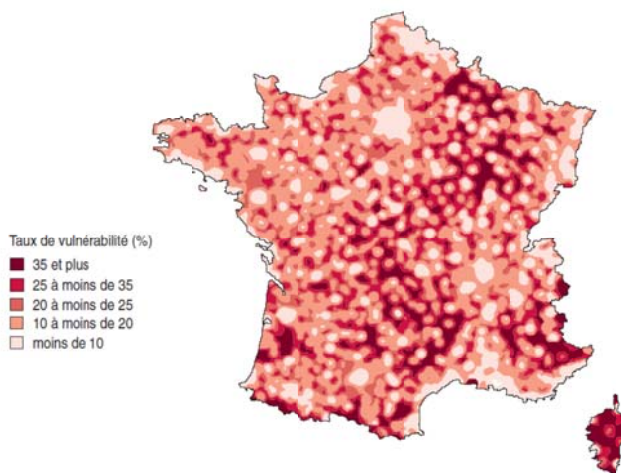 Taux de vulnérabilité (%)
35 et plus
25 à moins de 35
20 à moins de 25
10 à moins de 20
moins de 10